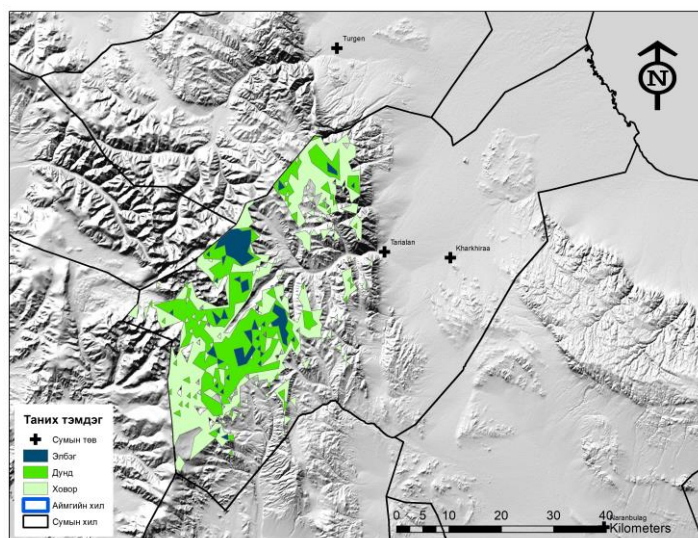 Turgen
N
Tarialan
Kharkhiraa
Таних тэмдэг
Сумын төв
Элбэг
Дунд
Ховор
Аймгийн хил
Сумын хил
Naranbulag
0 5 10 20 30 40
Kilometers